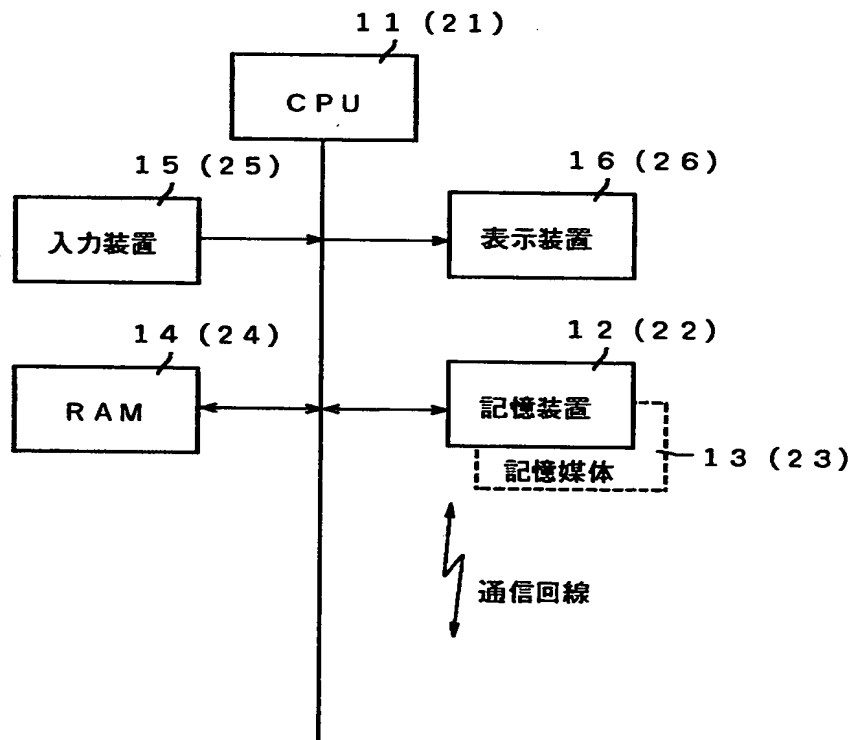 11(21)
CPU
15(25)
16(26)
入力装置
表示装置
14(24)
12(22)
RAM
記憶装置
記憶媒体
13(23)
通信回線